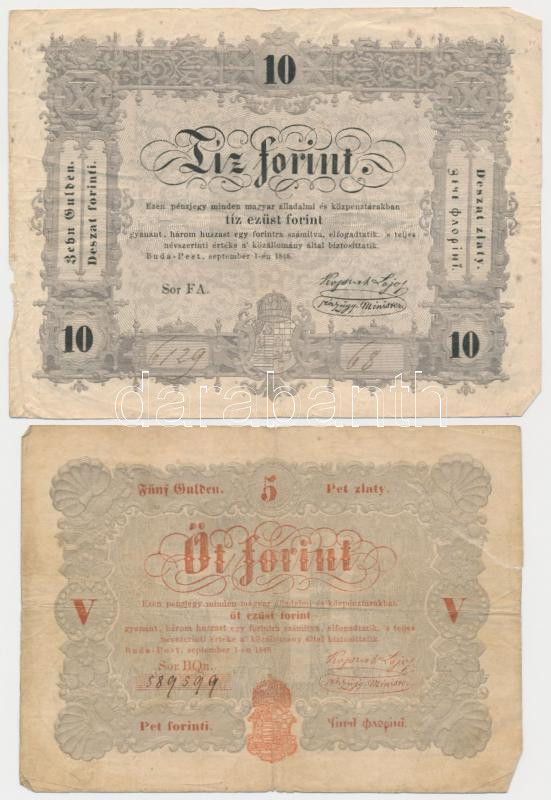 10
Tíz forint.
Ezen pénzjegy minden magyar álladalmi és közpénztárakban
tíz ezüst forint
gyanant, három huszast egy forintra számítva, elfogadtatik, 's teljes
névszerinti értéke a' közállomány által biztosíttatik.
Buda-Pest, september 1-én 1848.
Sor FA.
Kossuth Lajos
pénzügy-Minister
Zehn Gulden.
Deszat forinti.
Deszat zlaty.
10
6129
68
10
darabanth
Fünf Gulden.
5
Pet zlaty.
Öt forint
V
V
Ezen pénzjegy minden magyar álladalmi és közpénztárakban
öt ezüst forint
gyanant, három huszast egy forintra számítva, elfogadtatik, 's teljes
névszerinti értéke a' közállomány által biztosíttatik.
Buda-Pest, september 1-én 1848.
Sor BQn.
589599
Kossuth Lajos
pénzügy-Minister
Pet forinti.